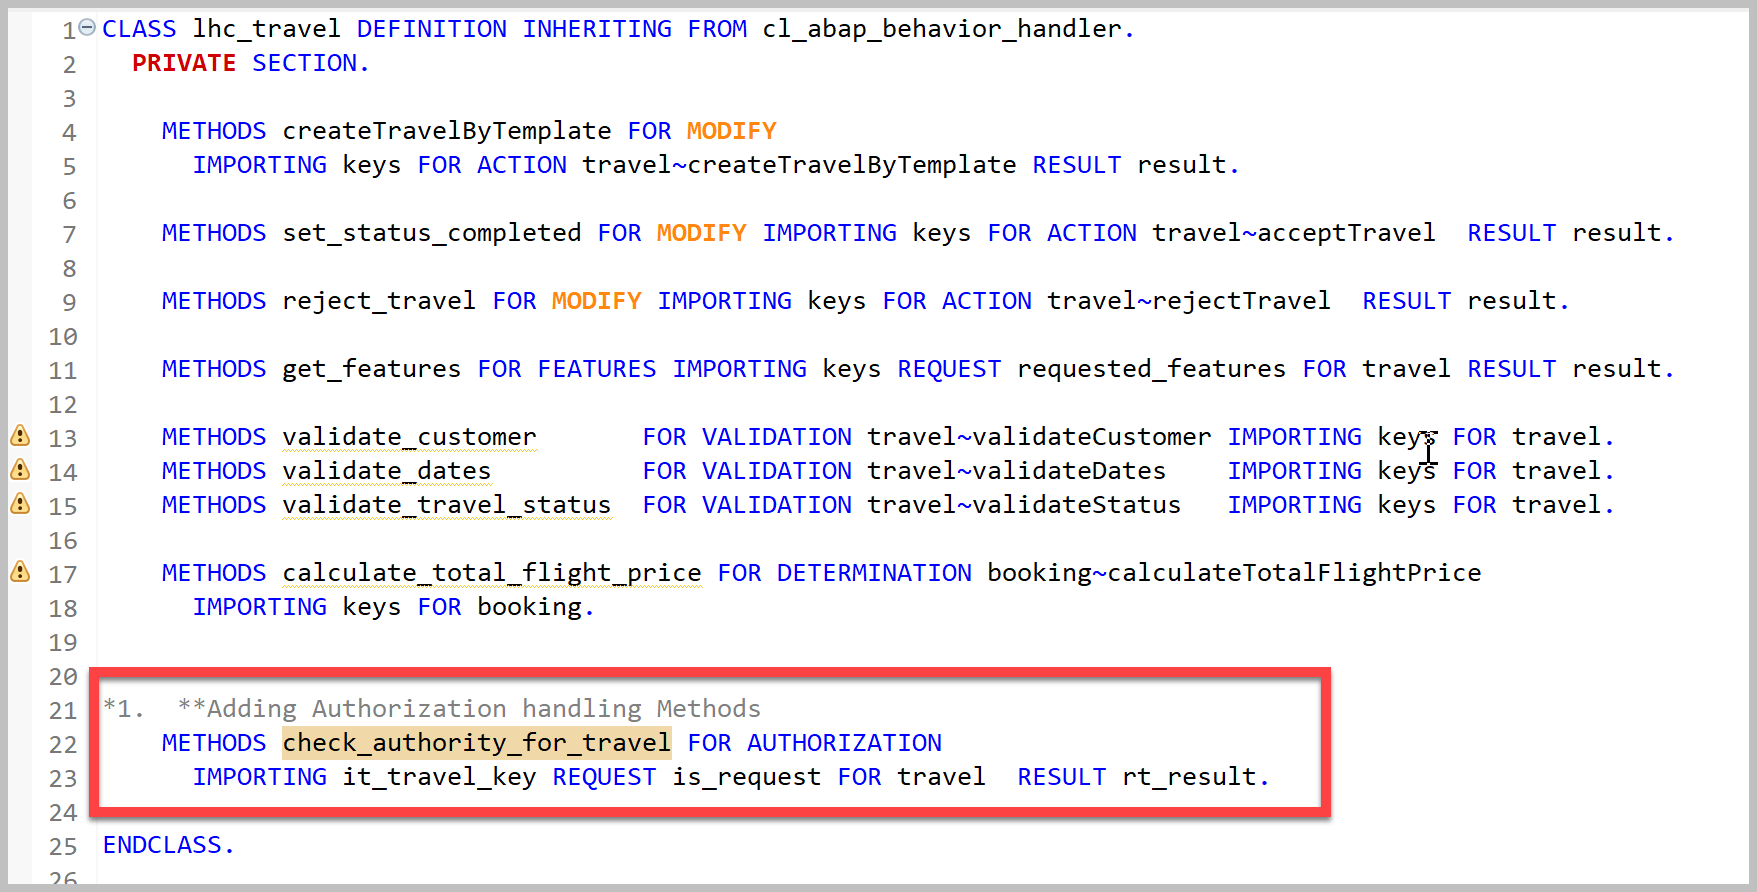 1 CLASS lhc_travel DEFINITION INHERITING FROM cl_abap_behavior_handler.
2 PRIVATE SECTION.
3
4 METHODS createTravelByTemplate FOR MODIFY
5 IMPORTING keys FOR ACTION travel~createTravelByTemplate RESULT result.
6
7 METHODS set_status_completed FOR MODIFY IMPORTING keys FOR ACTION travel~acceptTravel RESULT result.
8
9 METHODS reject_travel FOR MODIFY IMPORTING keys FOR ACTION travel~rejectTravel RESULT result.
10
11 METHODS get_features FOR FEATURES IMPORTING keys REQUEST requested_features FOR travel RESULT result.
12
13 METHODS validate_customer FOR VALIDATION travel~validateCustomer IMPORTING keys FOR travel.
14 METHODS validate_dates FOR VALIDATION travel~validateDates IMPORTING keys FOR travel.
15 METHODS validate_travel_status FOR VALIDATION travel~validateStatus IMPORTING keys FOR travel.
16
17 METHODS calculate_total_flight_price FOR DETERMINATION booking~calculateTotalFlightPrice
18 IMPORTING keys FOR booking.
19
20
21 *1. **Adding Authorization handling Methods
22 METHODS check_authority_for_travel FOR AUTHORIZATION
23 IMPORTING it_travel_key REQUEST is_request FOR travel RESULT rt_result.
24
25 ENDCLASS.
26